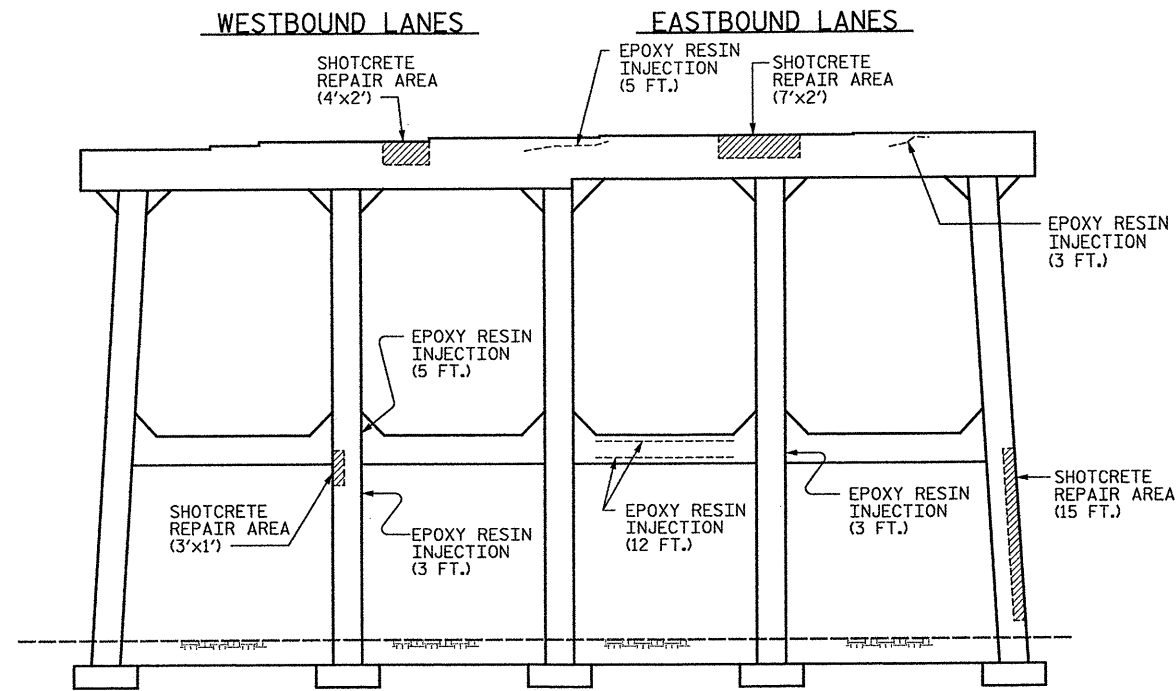 WESTBOUND LANES
EASTBOUND LANES
SHOTCRETE
REPAIR AREA
(4'x2')
EPOXY RESIN
INJECTION
(5 FT.)
SHOTCRETE
REPAIR AREA
(7'x2')
EPOXY RESIN
INJECTION
(3 FT.)
EPOXY RESIN
INJECTION
(5 FT.)
SHOTCRETE
REPAIR AREA
(3'x1')
EPOXY RESIN
INJECTION
(3 FT.)
EPOXY RESIN
INJECTION
(12 FT.)
EPOXY RESIN
INJECTION
(3 FT.)
SHOTCRETE
REPAIR AREA
(15 FT.)